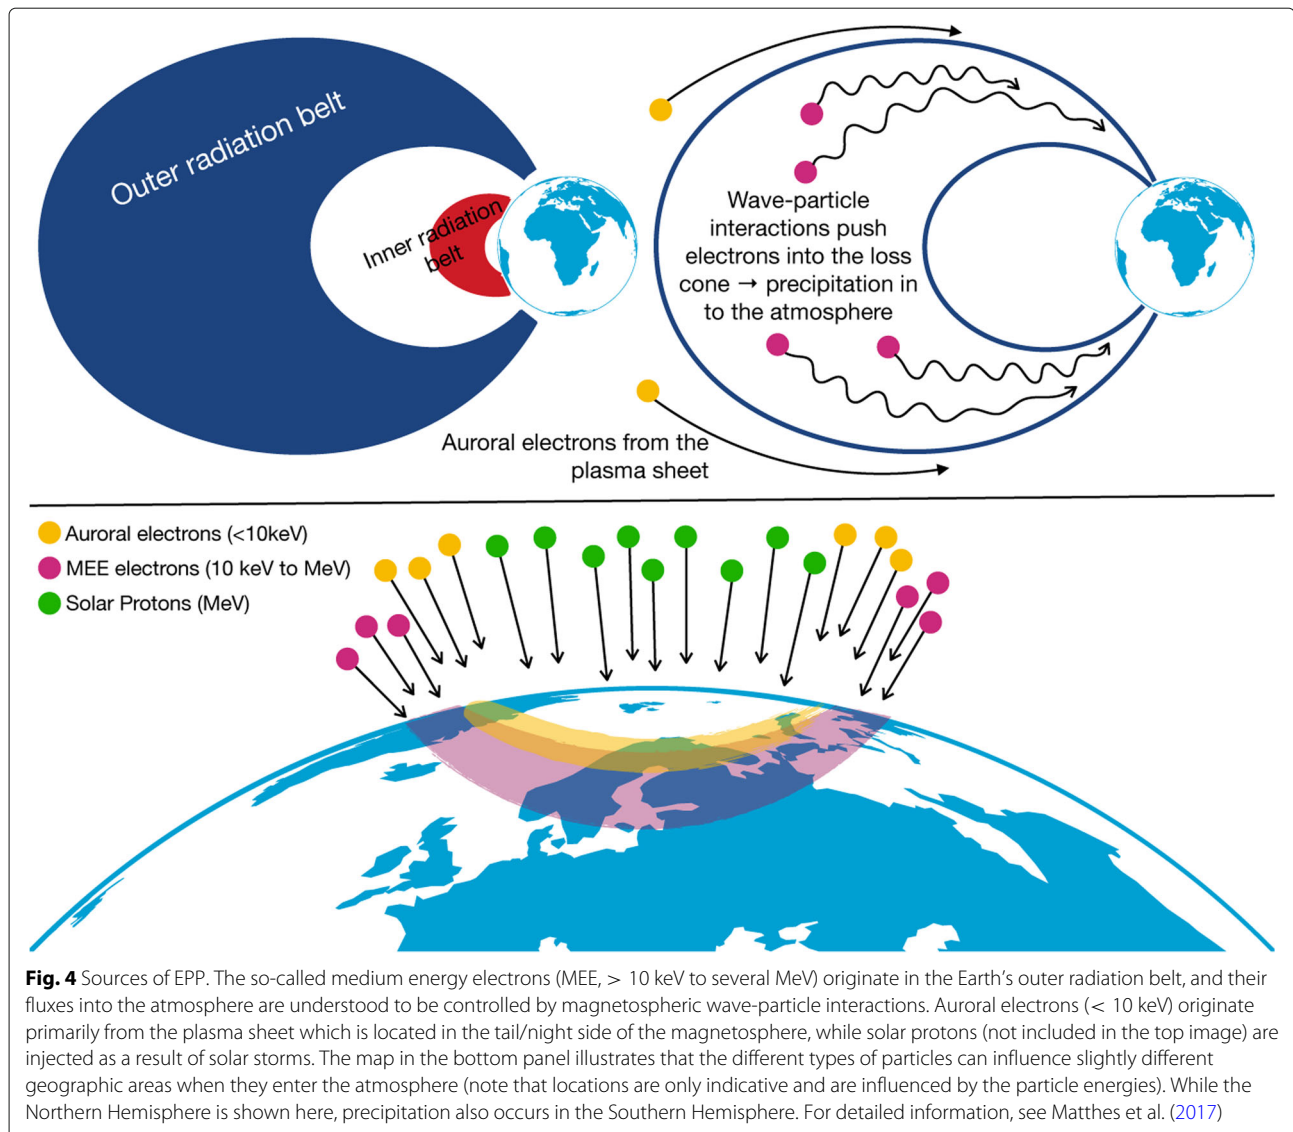 Outer radiation belt
Inner radiation
belt
Wave-particle
interactions push
electrons into the loss
cone → precipitation in
to the atmosphere
Auroral electrons from the
plasma sheet
Auroral electrons (<10keV)
MEE electrons (10 keV to MeV)
Solar Protons (MeV)
Fig. 4 Sources of EPP. The so-called medium energy electrons (MEE, > 10 keV to several MeV) originate in the Earth's outer radiation belt, and their
fluxes into the atmosphere are understood to be controlled by magnetospheric wave-particle interactions. Auroral electrons (< 10 keV) originate
primarily from the plasma sheet which is located in the tail/night side of the magnetosphere, while solar protons (not included in the top image) are
injected as a result of solar storms. The map in the bottom panel illustrates that the different types of particles can influence slightly different
geographic areas when they enter the atmosphere (note that locations are only indicative and are influenced by the particle energies). While the
Northern Hemisphere is shown here, precipitation also occurs in the Southern Hemisphere. For detailed information, see Matthes et al. (2017)